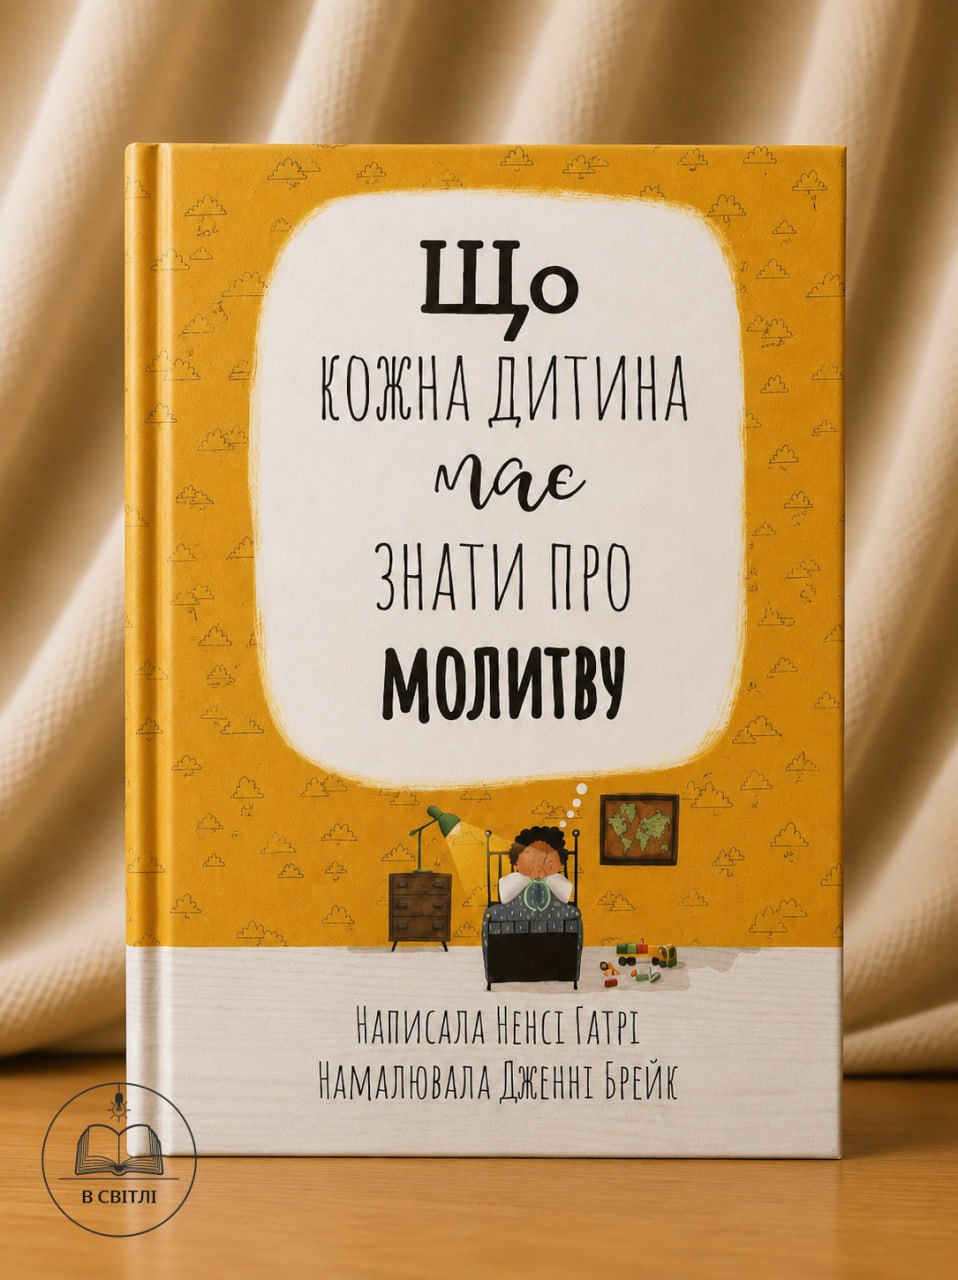 Що
КОЖНА ДИТИНА
має
ЗНАТИ ПРО
МОЛИТВУ
НАПИСАЛА НЕНСІ ГАТРІ
НАМАЛЮВАЛА ДЖЕННІ БРЕЙК
В СВІТЛІ